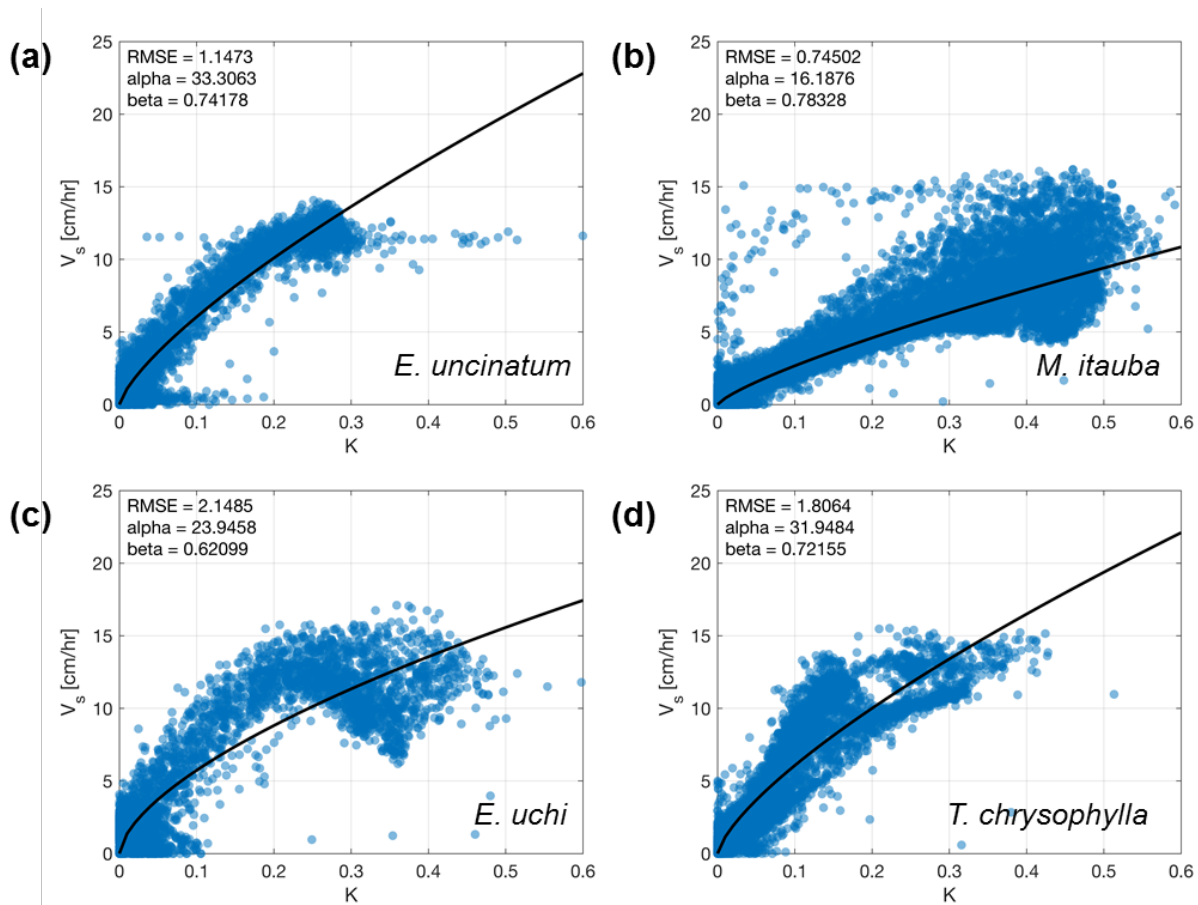 (a)
25
20
15
10
5
0
V_s [cm/hr]
RMSE = 1.1473
alpha = 33.3063
beta = 0.74178
E. uncinatum
0 0.1 0.2 0.3 0.4 0.5 0.6
K
(b)
25
20
15
10
5
0
V_s [cm/hr]
RMSE = 0.74502
alpha = 16.1876
beta = 0.78328
M. itauba
0 0.1 0.2 0.3 0.4 0.5 0.6
K
(c)
25
20
15
10
5
0
V_s [cm/hr]
RMSE = 2.1485
alpha = 23.9458
beta = 0.62099
E. uchi
0 0.1 0.2 0.3 0.4 0.5 0.6
K
(d)
25
20
15
10
5
0
V_s [cm/hr]
RMSE = 1.8064
alpha = 31.9484
beta = 0.72155
T. chrysophylla
0 0.1 0.2 0.3 0.4 0.5 0.6
K